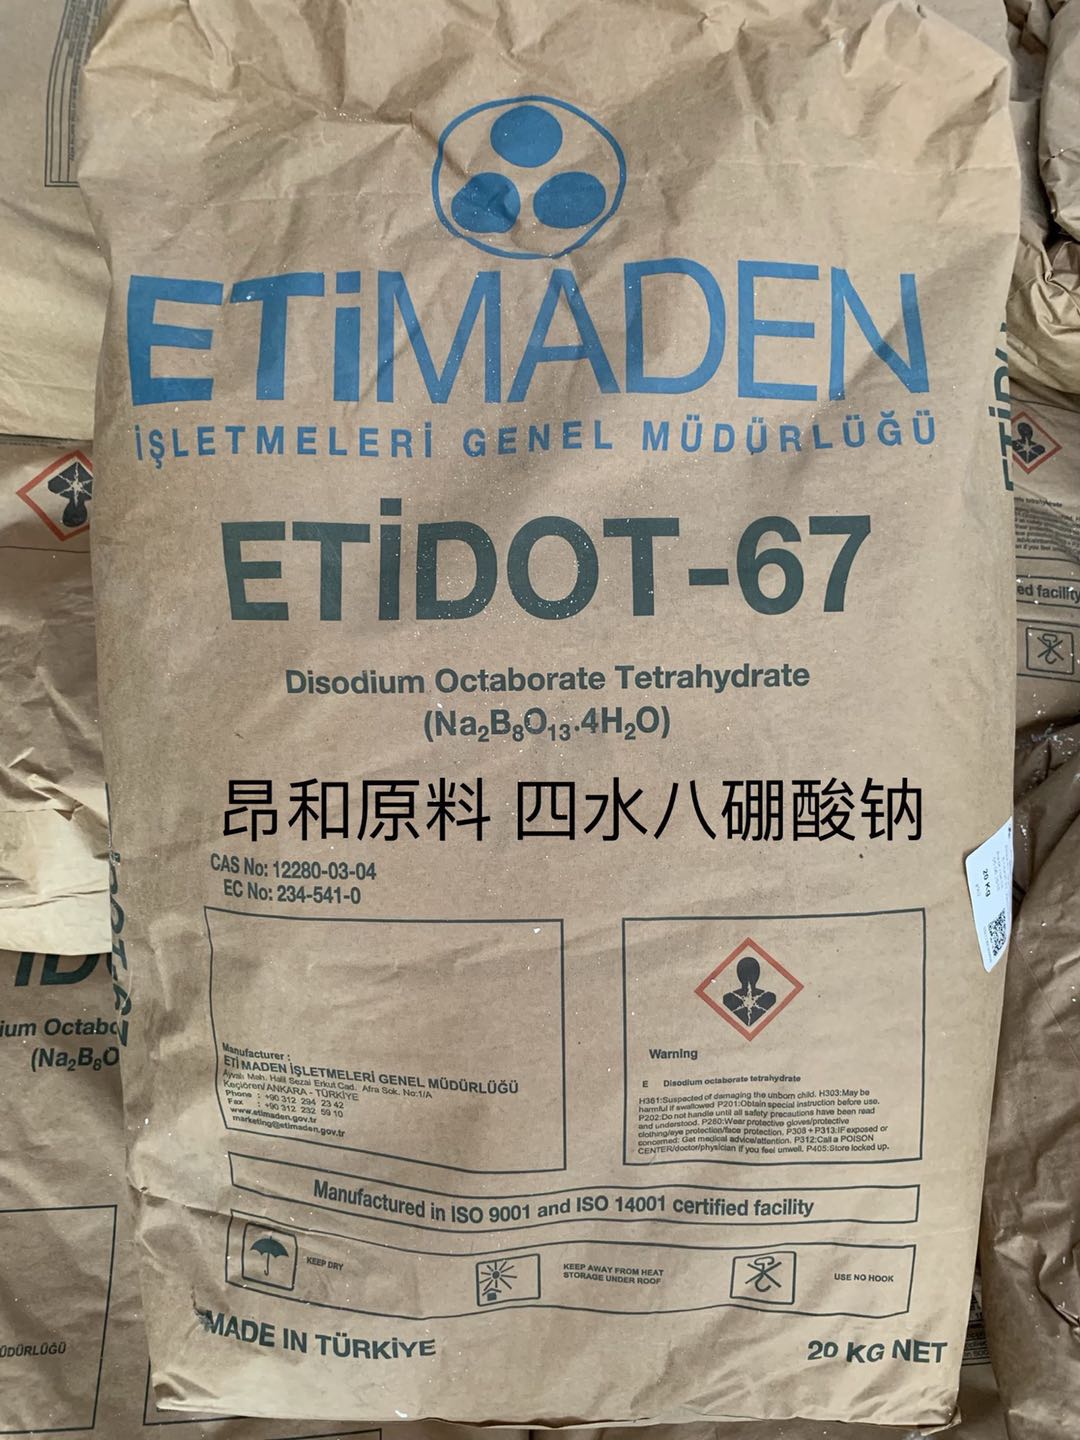 ETİMADEN
İŞLETMELERİ GENEL MÜDÜRLÜĞÜ
ETİDOT-67
Disodium Octaborate Tetrahydrate
(Na₂B₈O₁₃.4H₂O)
昂和原料 四水八硼酸钠
CAS No: 12280-03-04
EC No: 234-541-0
Manufacturer :
ETİ MADEN İŞLETMELERİ GENEL MÜDÜRLÜĞÜ
Ayvalı Mah. Halil Sezai Erkut Cad. Afra Sok. No:1/A
Keçiören/ANKARA - TÜRKİYE
Phone : +90 312 294 23 42
Fax : +90 312 232 59 10
www.etimaden.gov.tr
marketing@etimaden.gov.tr
Warning
E Disodium octaborate tetrahydrate
H361:Suspected of damaging the unborn child. H303:May be
harmful if swallowed P201:Obtain special instruction before use.
P202:Do not handle until all safety precautions have been read
and understood. P280:Wear protective gloves/protective
clothing/eye protection/face protection. P308+P313:IF exposed or
concerned: Get medical advice/attention. P312:Call a POISON
CENTER/doctor/physician if you feel unwell. P405:Store locked up.
Manufactured in ISO 9001 and ISO 14001 certified facility
KEEP DRY
KEEP AWAY FROM HEAT
STORAGE UNDER ROOF
USE NO HOOK
MADE IN TÜRKİYE
20 KG NET
20 Kg
ium Octabo
(Na₂B₈O
ÜDÜRLÜĞÜ
ed facility